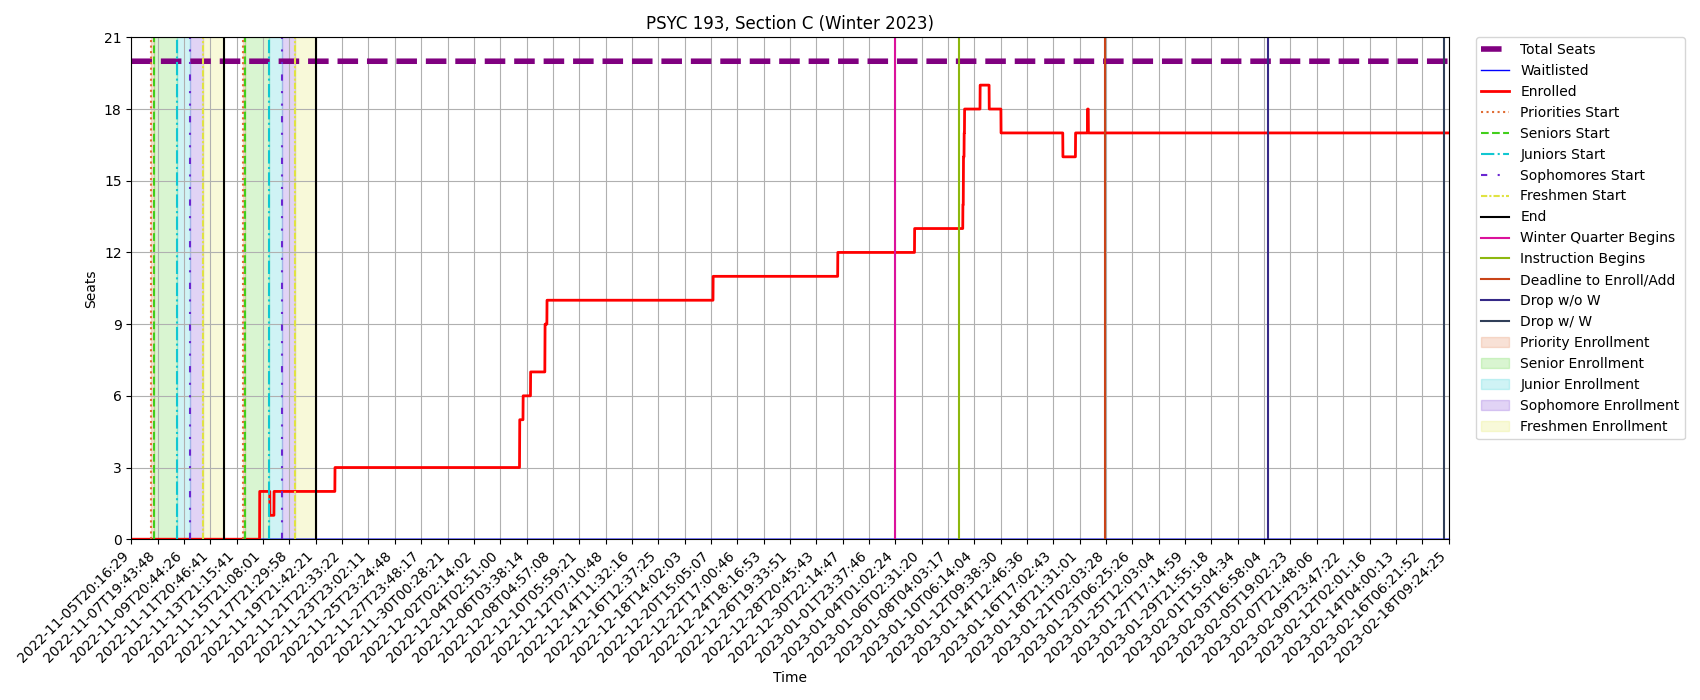 PSYC 193, Section C (Winter 2023)
Seats
21
18
15
12
9
6
3
0
2022-11-05T20:16:29
2022-11-07T19:43:48
2022-11-09T20:44:26
2022-11-11T20:46:41
2022-11-13T21:15:41
2022-11-15T21:08:01
2022-11-17T21:29:58
2022-11-19T21:42:21
2022-11-21T22:33:22
2022-11-23T23:02:11
2022-11-25T23:24:48
2022-11-27T23:48:17
2022-11-30T00:28:21
2022-12-02T02:14:02
2022-12-04T02:51:00
2022-12-06T03:38:14
2022-12-08T04:57:08
2022-12-10T05:59:21
2022-12-12T07:10:48
2022-12-14T11:32:16
2022-12-16T12:37:25
2022-12-18T14:02:03
2022-12-20T15:05:07
2022-12-22T17:00:46
2022-12-24T18:16:53
2022-12-26T19:33:51
2022-12-28T20:45:43
2022-12-30T22:14:47
2023-01-01T23:37:46
2023-01-04T01:02:24
2023-01-06T02:31:20
2023-01-08T04:03:17
2023-01-10T06:14:04
2023-01-12T09:38:30
2023-01-14T12:46:36
2023-01-16T17:02:43
2023-01-18T21:31:01
2023-01-21T02:03:28
2023-01-23T06:25:26
2023-01-25T12:03:04
2023-01-27T17:14:59
2023-01-29T21:55:18
2023-02-01T15:04:34
2023-02-03T16:58:04
2023-02-05T19:02:23
2023-02-07T21:48:06
2023-02-09T23:47:22
2023-02-12T02:01:16
2023-02-14T04:00:13
2023-02-16T06:21:52
2023-02-18T09:24:25
Time
Total Seats
Waitlisted
Enrolled
Priorities Start
Seniors Start
Juniors Start
Sophomores Start
Freshmen Start
End
Winter Quarter Begins
Instruction Begins
Deadline to Enroll/Add
Drop w/o W
Drop w/ W
Priority Enrollment
Senior Enrollment
Junior Enrollment
Sophomore Enrollment
Freshmen Enrollment